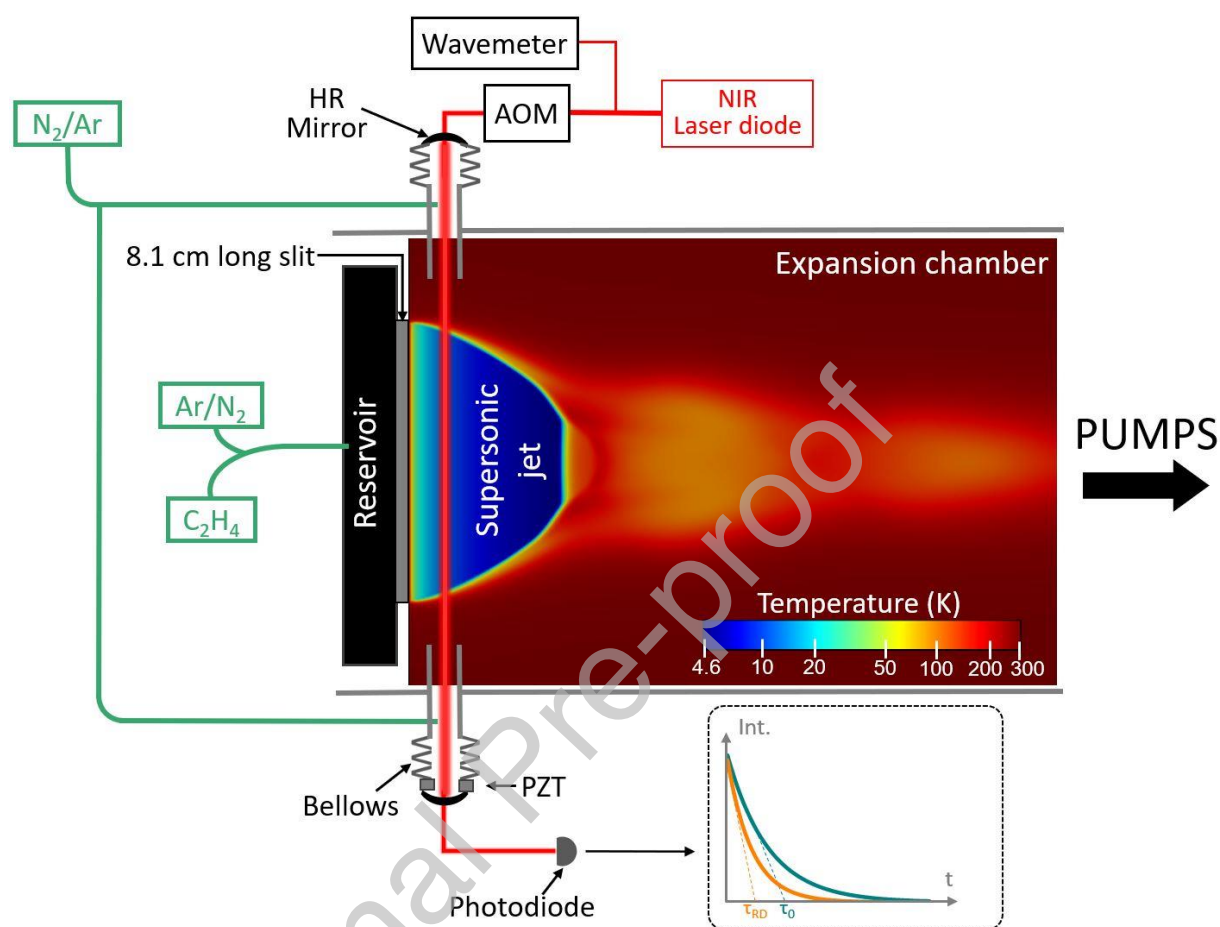 Wavemeter
N₂/Ar
HR
Mirror
AOM
NIR
Laser diode
8.1 cm long slit
Expansion chamber
Ar/N₂
C₂H₄
Reservoir
Supersonic
jet
PUMPS
Temperature (K)
4.6 10 20 50 100 200 300
Bellows
PZT
Photodiode
Int.
t
τRD τ0
nal Pre-proof